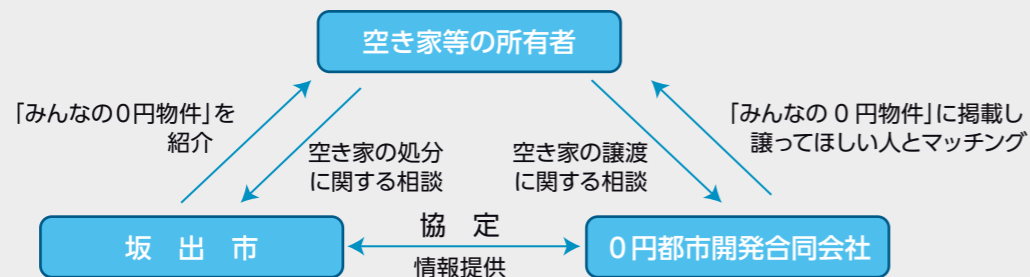 空き家等の所有者
「みんなの0円物件」を
紹介
空き家の処分
に関する相談
空き家の譲渡
に関する相談
「みんなの0円物件」に掲載し
譲ってほしい人とマッチング
坂出市
協定
情報提供
0円都市開発合同会社